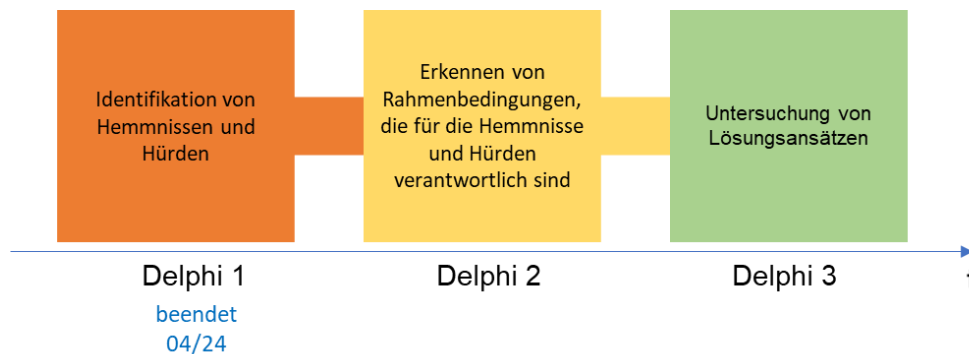 Identifikation von
Hemmnissen und
Hürden
Erkennen von
Rahmenbedingungen,
die für die Hemmnisse
und Hürden
verantwortlich sind
Untersuchung von
Lösungsansätzen
Delphi 1
Delphi 2
Delphi 3
beendet
04/24